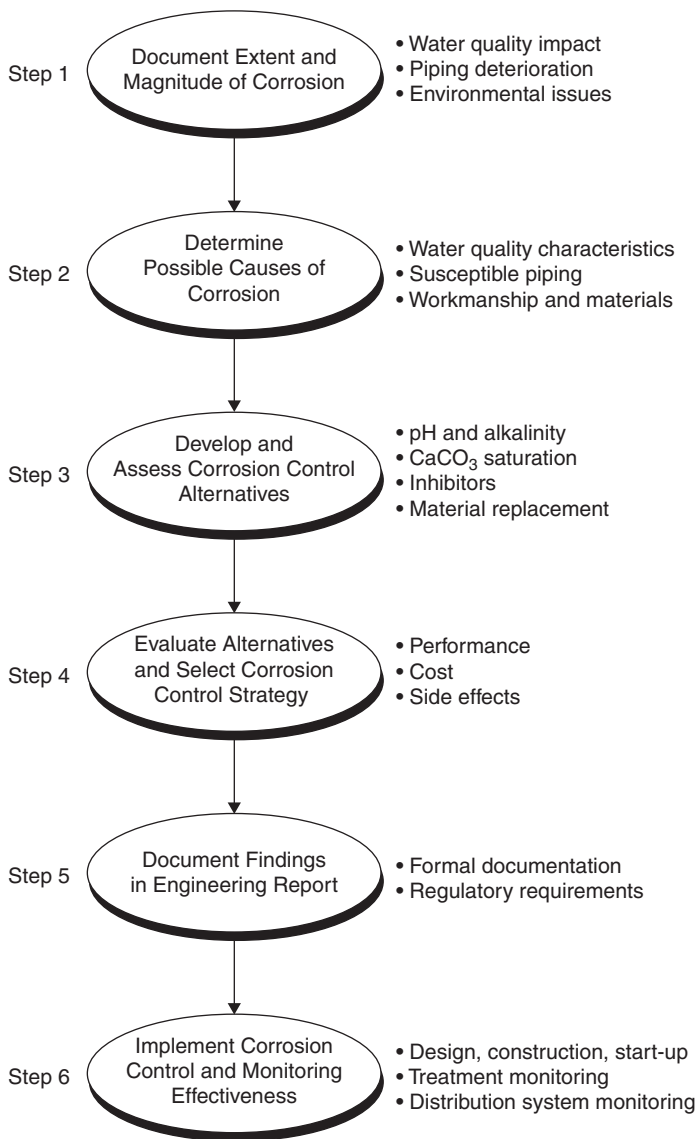 Step 1
Document Extent and
Magnitude of Corrosion
• Water quality impact
• Piping deterioration
• Environmental issues
Step 2
Determine
Possible Causes of
Corrosion
• Water quality characteristics
• Susceptible piping
• Workmanship and materials
Step 3
Develop and
Assess Corrosion Control
Alternatives
• pH and alkalinity
• CaCO₃ saturation
• Inhibitors
• Material replacement
Step 4
Evaluate Alternatives
and Select Corrosion
Control Strategy
• Performance
• Cost
• Side effects
Step 5
Document Findings
in Engineering Report
• Formal documentation
• Regulatory requirements
Step 6
Implement Corrosion
Control and Monitoring
Effectiveness
• Design, construction, start-up
• Treatment monitoring
• Distribution system monitoring